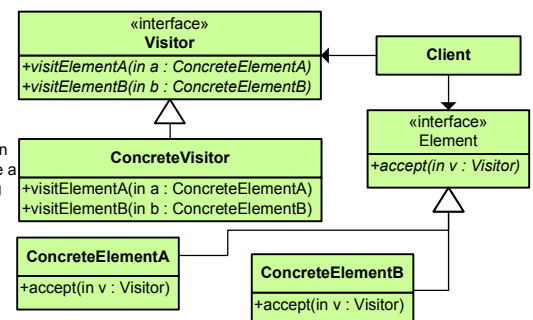 «interface»
Visitor
+visitElementA(in a : ConcreteElementA)
+visitElementB(in b : ConcreteElementB)
Client
«interface»
Element
+accept(in v : Visitor)
n
e a
ConcreteVisitor
+visitElementA(in a : ConcreteElementA)
+visitElementB(in b : ConcreteElementB)
ConcreteElementA
+accept(in v : Visitor)
ConcreteElementB
+accept(in v : Visitor)